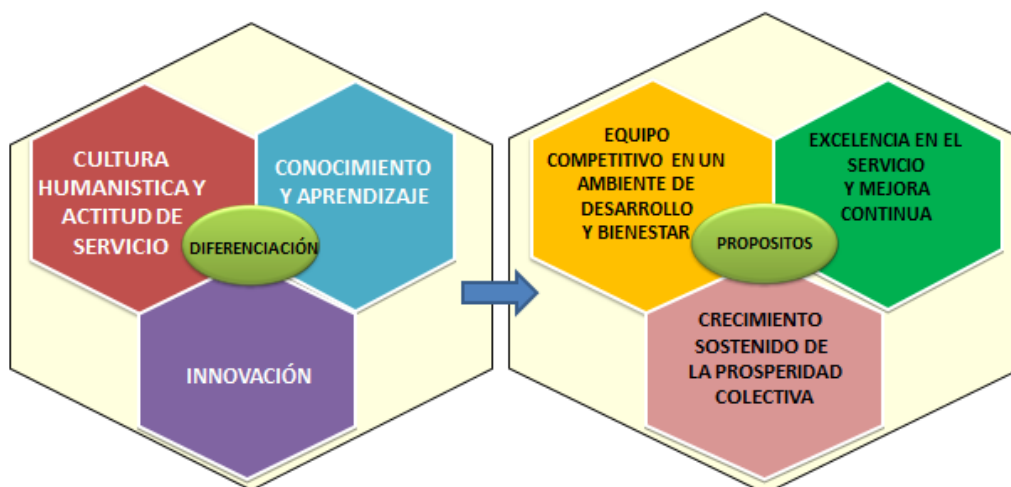 CULTURA
HUMANISTICA Y
ACTITUD DE
SERVICIO
CONOCIMIENTO
Y APRENDIZAJE
DIFERENCIACIÓN
INNOVACIÓN
EQUIPO
COMPETITIVO EN UN
AMBIENTE DE
DESARROLLO
Y BIENESTAR
EXCELENCIA EN EL
SERVICIO
Y MEJORA
CONTINUA
PROPOSITOS
CRECIMIENTO
SOSTENIDO DE
LA PROSPERIDAD
COLECTIVA